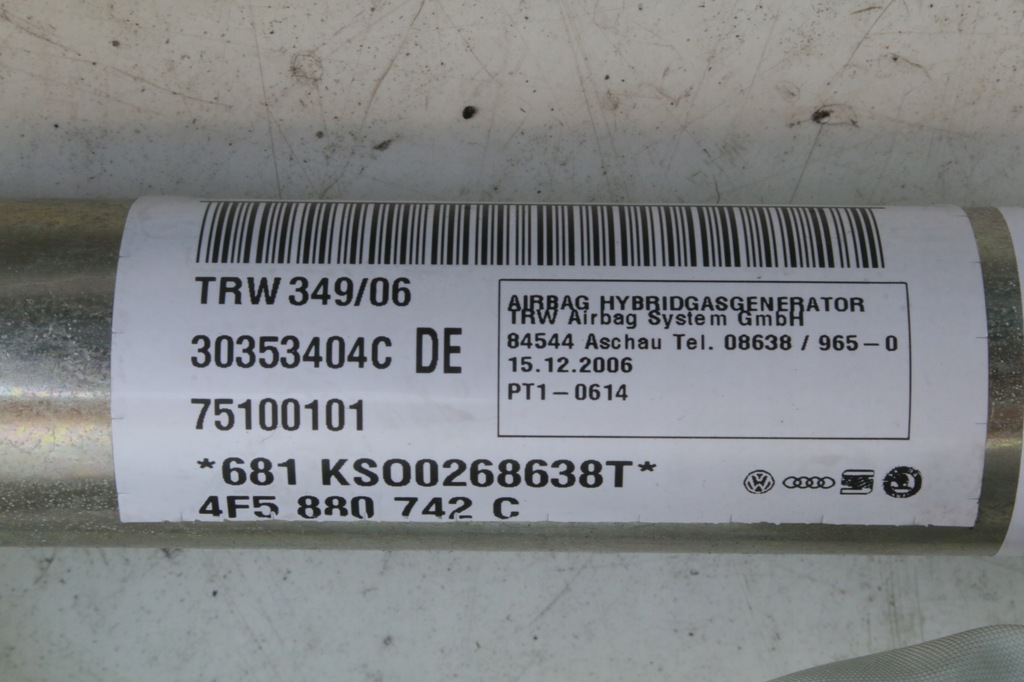 TRW 349/06
30353404C DE
75100101
AIRBAG HYBRIDGASGENERATOR
TRW Airbag System GmbH
84544 Aschau Tel. 08638 / 965-0
15.12.2006
PT1-0614
*681 KSO0268638T*
4F5 880 742 C